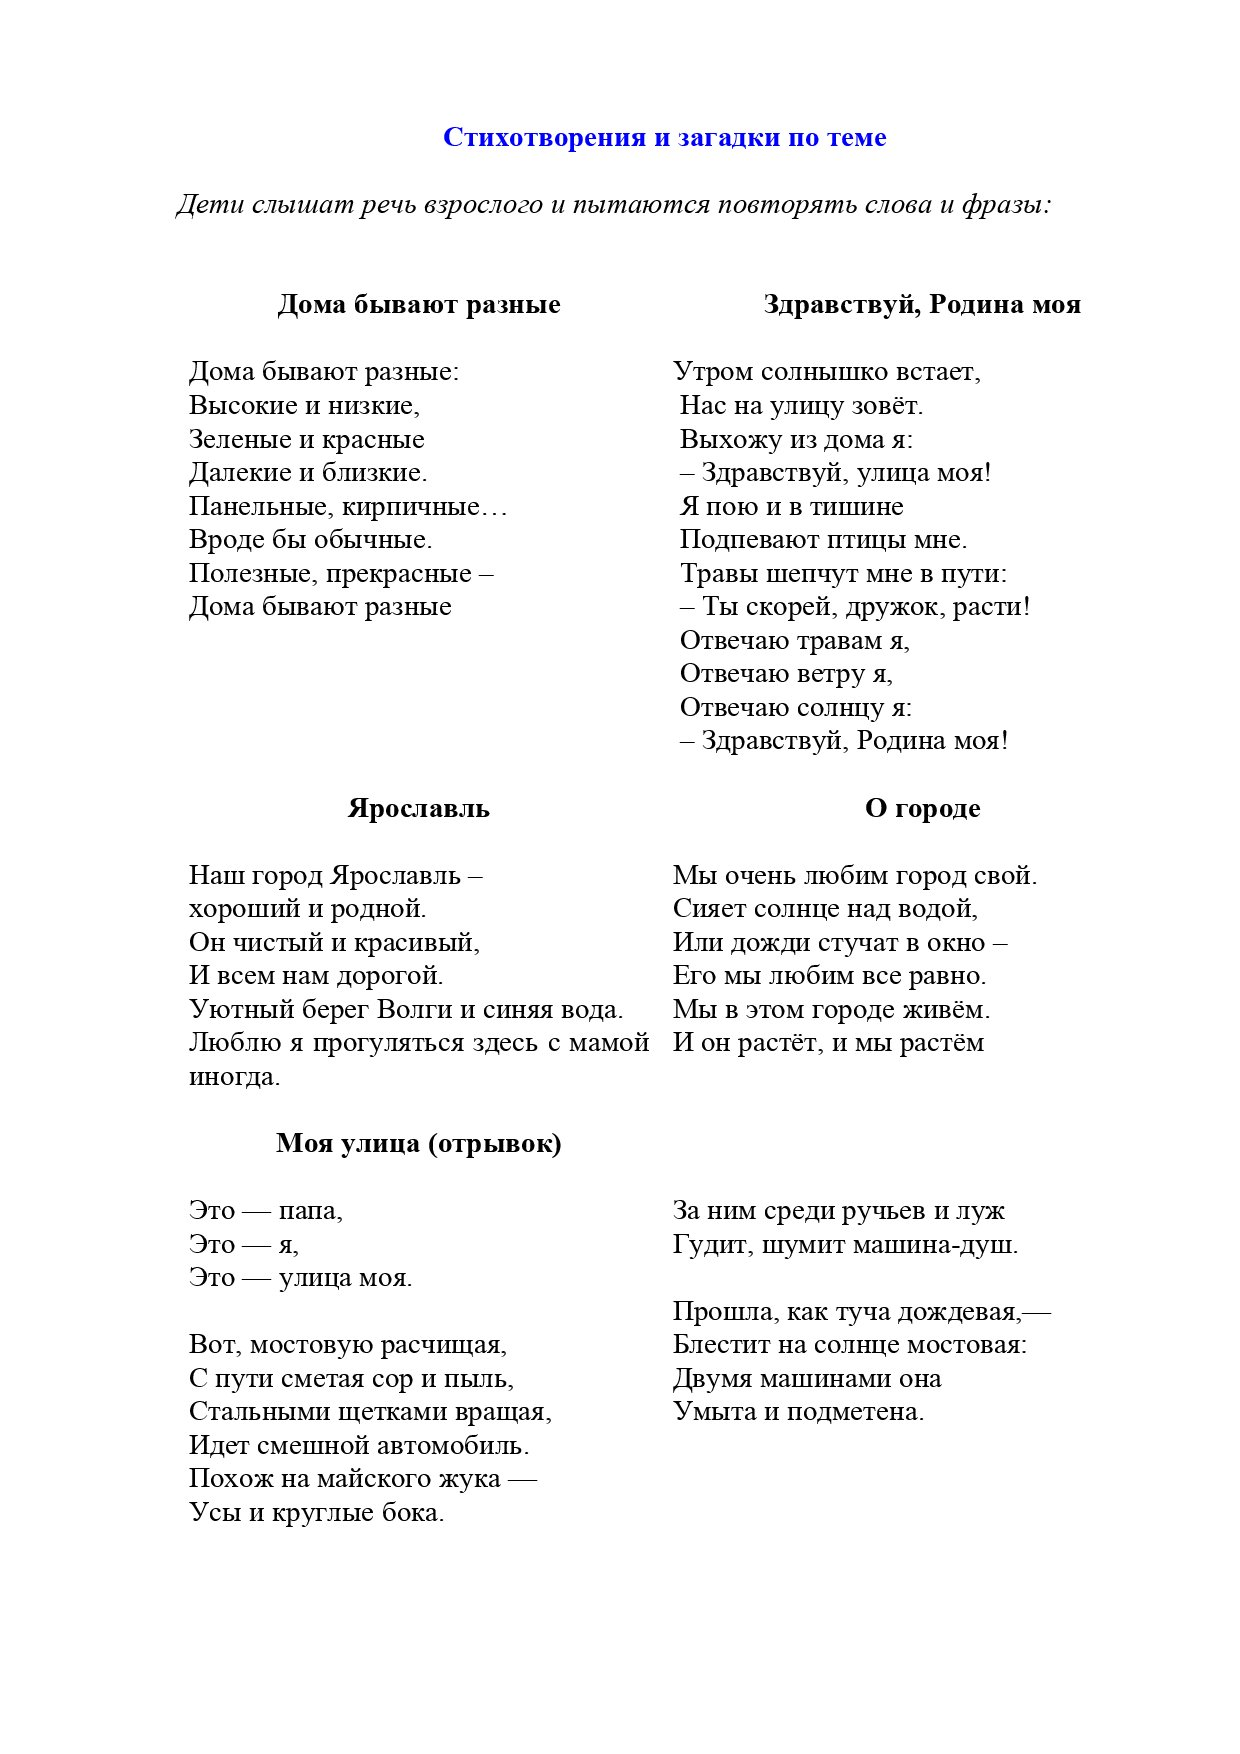 Стихотворения и загадки по теме
Дети слышат речь взрослого и пытаются повторять слова и фразы:
Дома бывают разные
Дома бывают разные:
Высокие и низкие,
Зеленые и красные
Далекие и близкие.
Панельные, кирпичные…
Вроде бы обычные.
Полезные, прекрасные –
Дома бывают разные
Здравствуй, Родина моя
Утром солнышко встает,
Нас на улицу зовёт.
Выхожу из дома я:
– Здравствуй, улица моя!
Я пою и в тишине
Подпевают птицы мне.
Травы шепчут мне в пути:
– Ты скорей, дружок, расти!
Отвечаю травам я,
Отвечаю ветру я,
Отвечаю солнцу я:
– Здравствуй, Родина моя!
Ярославль
Наш город Ярославль –
хороший и родной.
Он чистый и красивый,
И всем нам дорогой.
Уютный берег Волги и синяя вода.
Люблю я прогуляться здесь с мамой
иногда.
О городе
Мы очень любим город свой.
Сияет солнце над водой,
Или дожди стучат в окно –
Его мы любим все равно.
Мы в этом городе живём.
И он растёт, и мы растём
Моя улица (отрывок)
Это — папа,
Это — я,
Это — улица моя.
Вот, мостовую расчищая,
С пути сметая сор и пыль,
Стальными щетками вращая,
Идет смешной автомобиль.
Похож на майского жука —
Усы и круглые бока.
За ним среди ручьев и луж
Гудит, шумит машина-душ.
Прошла, как туча дождевая,—
Блестит на солнце мостовая:
Двумя машинами она
Умыта и подметена.